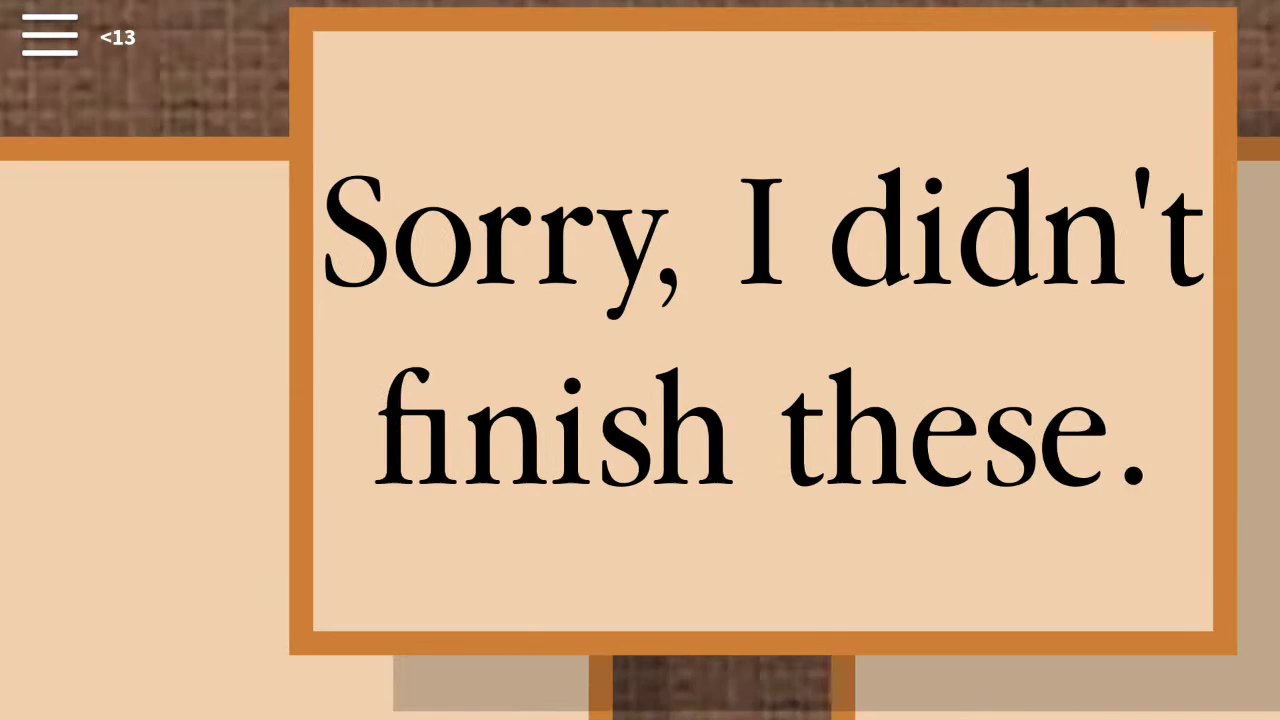 <13
Sorry, I didn't
finish these.